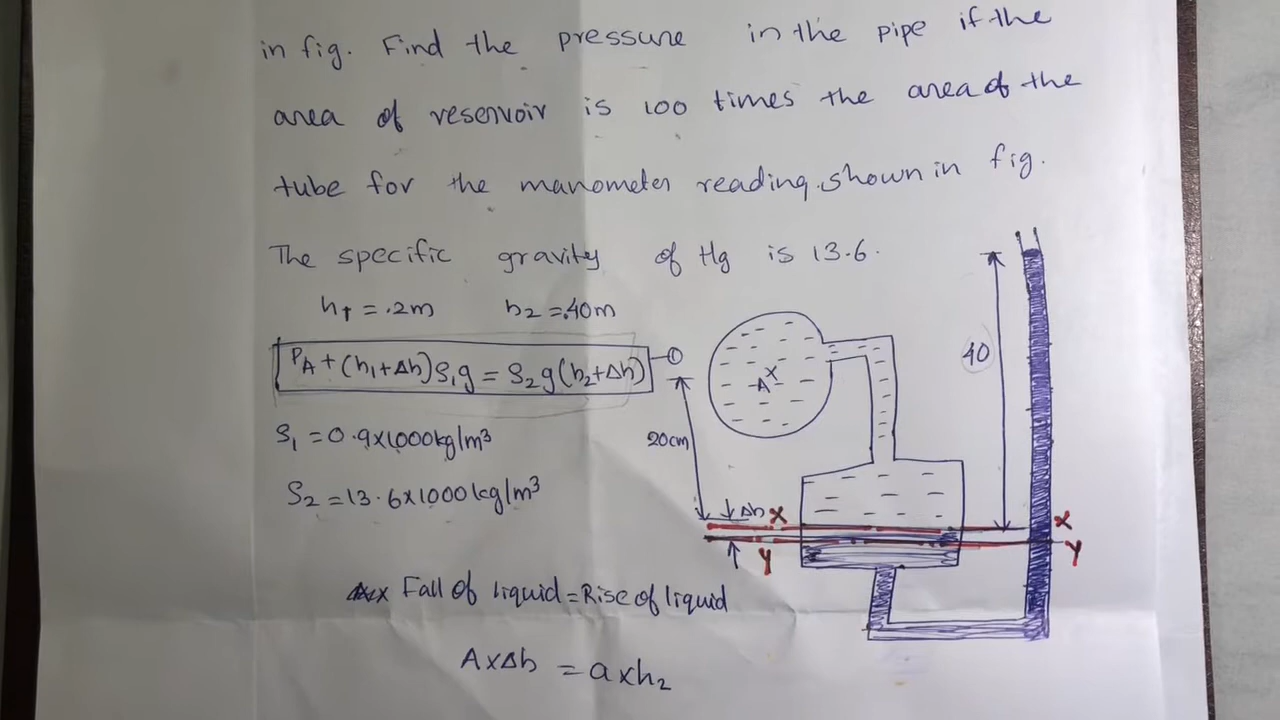 in fig. Find the pressure in the pipe if the
area of reservoir is 100 times the area of the
tube for the manometer reading shown in fig.
The specific gravity of Hg is 13.6.
h1 = .2m h2 = .40m
PA + (h1+Δh)S1g = S2g(h2+Δh) ①
S1 = 0.9x1000kg/m³
S2 = 13.6x1000kg/m³
20cm
A
X
40
Δh
X
X
Y
Y
Fall of liquid = Rise of liquid
A x Δh = a x h2